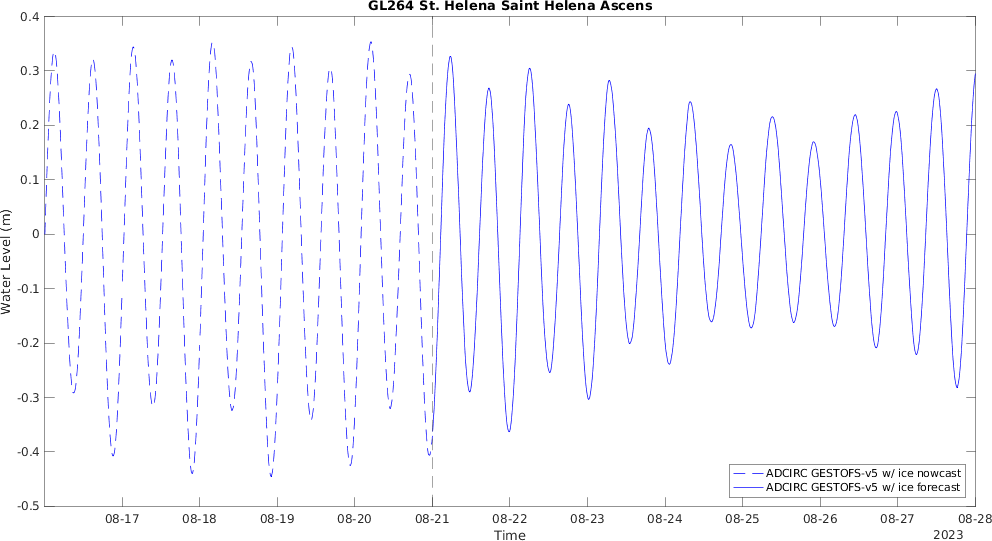 GL264 St. Helena Saint Helena Ascens
Water Level (m)
0.4
0.3
0.2
0.1
0
-0.1
-0.2
-0.3
-0.4
-0.5
ADCIRC GESTOFS-v5 w/ ice nowcast
ADCIRC GESTOFS-v5 w/ ice forecast
08-17 08-18 08-19 08-20 08-21 08-22 08-23 08-24 08-25 08-26 08-27 08-28
Time
2023